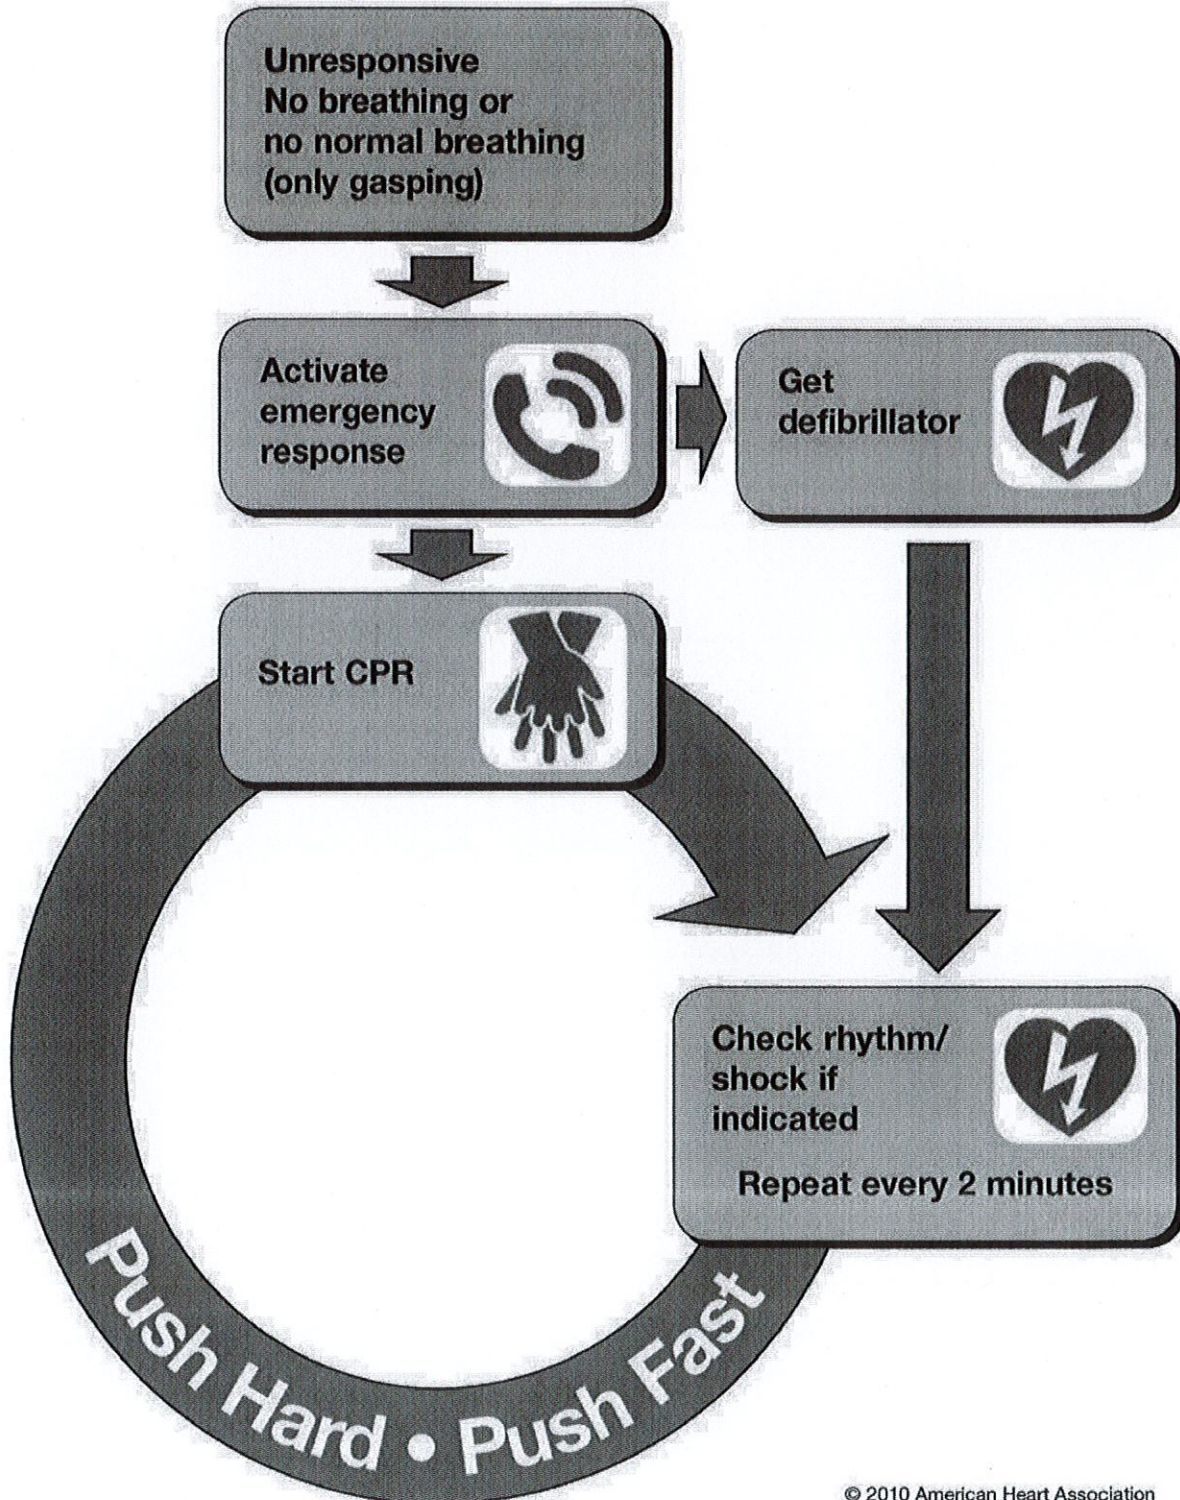 Unresponsive
No breathing or
no normal breathing
(only gasping)
Activate
emergency
response
Get
defibrillator
Start CPR
Check rhythm/
shock if
indicated
Repeat every 2 minutes
Push Hard • Push Fast
© 2010 American Heart Association